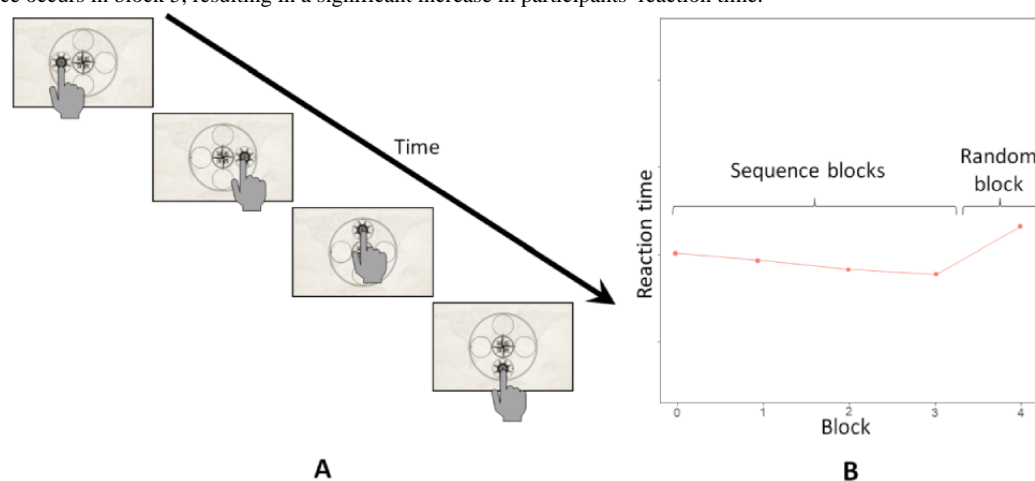 ce occurs in block 3, resulting in a significant increase in participants' reaction time.
Time
Sequence blocks
Random
block
Reaction time
0 1 2 3 4
Block
A
B